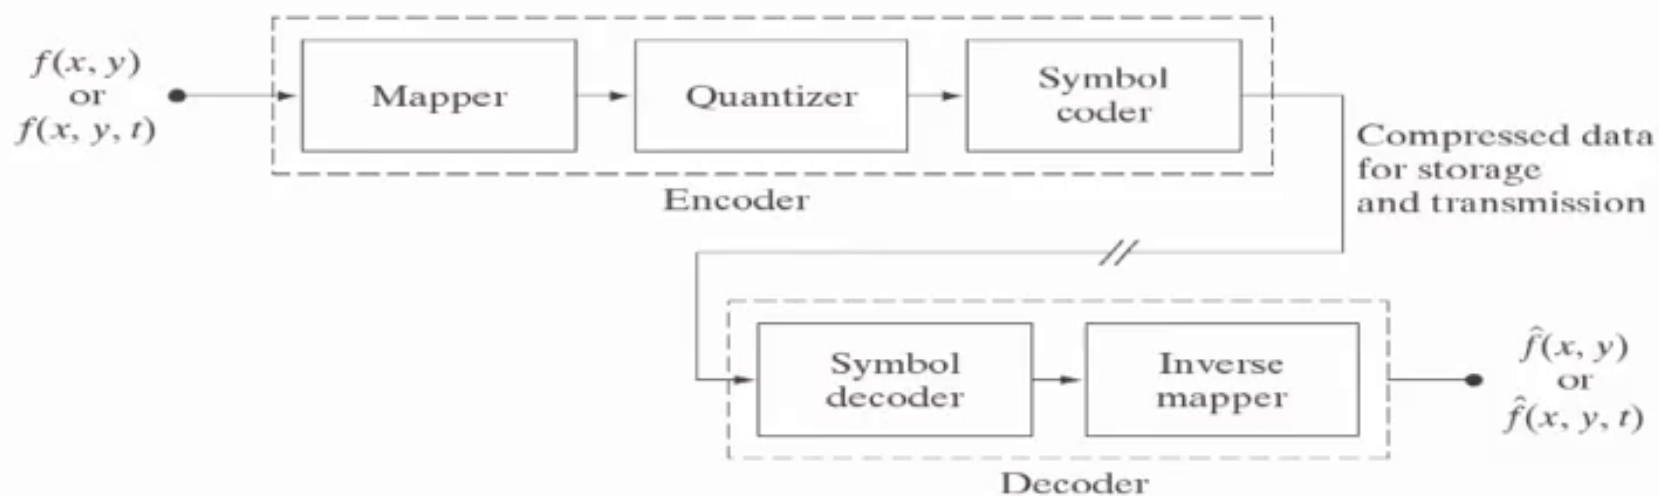 f(x, y)
or
f(x, y, t)
Mapper
Quantizer
Symbol
coder
Encoder
Compressed data
for storage
and transmission
Symbol
decoder
Inverse
mapper
Decoder
f̂(x, y)
or
f̂(x, y, t)